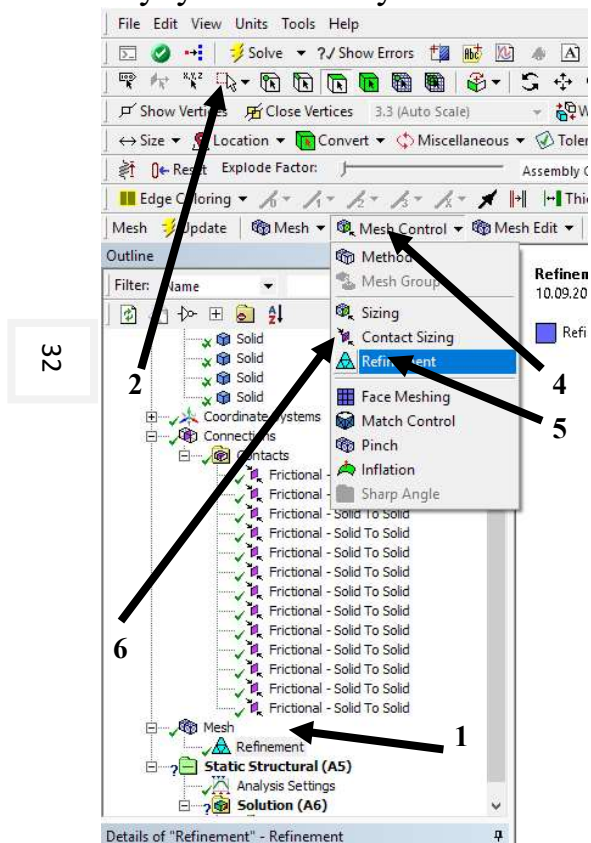 File Edit View Units Tools Help
Solve ?✓ Show Errors
Show Vertices Close Vertices 3.3 (Auto Scale)
Size Location Convert Miscellaneous Toler
Reset Explode Factor: Assembly C
Edge Coloring Thi
Mesh Update Mesh Mesh Control Mesh Edit
Outline
Filter: Name
Method
Mesh Group
Sizing
Contact Sizing
Refinement
Face Meshing
Match Control
Pinch
Inflation
Sharp Angle
Refinem
10.09.20
Refi
32
2
4
5
6
1
Solid
Solid
Solid
Solid
Coordinate Systems
Connections
Contacts
Frictional -
Frictional -
Frictional - Solid To Solid
Frictional - Solid To Solid
Frictional - Solid To Solid
Frictional - Solid To Solid
Frictional - Solid To Solid
Frictional - Solid To Solid
Frictional - Solid To Solid
Frictional - Solid To Solid
Frictional - Solid To Solid
Frictional - Solid To Solid
Frictional - Solid To Solid
Mesh
Refinement
Static Structural (A5)
Analysis Settings
Solution (A6)
Details of "Refinement" - Refinement